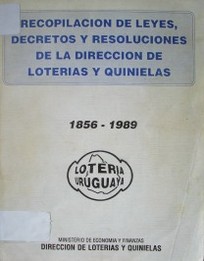 RECOPILACION DE LEYES,
DECRETOS Y RESOLUCIONES
DE LA DIRECCION DE
LOTERIAS Y QUINIELAS
1856 - 1989
LOTERIA
URUGUAYA
MINISTERIO DE ECONOMIA Y FINANZAS
DIRECCION DE LOTERIAS Y QUINIELAS